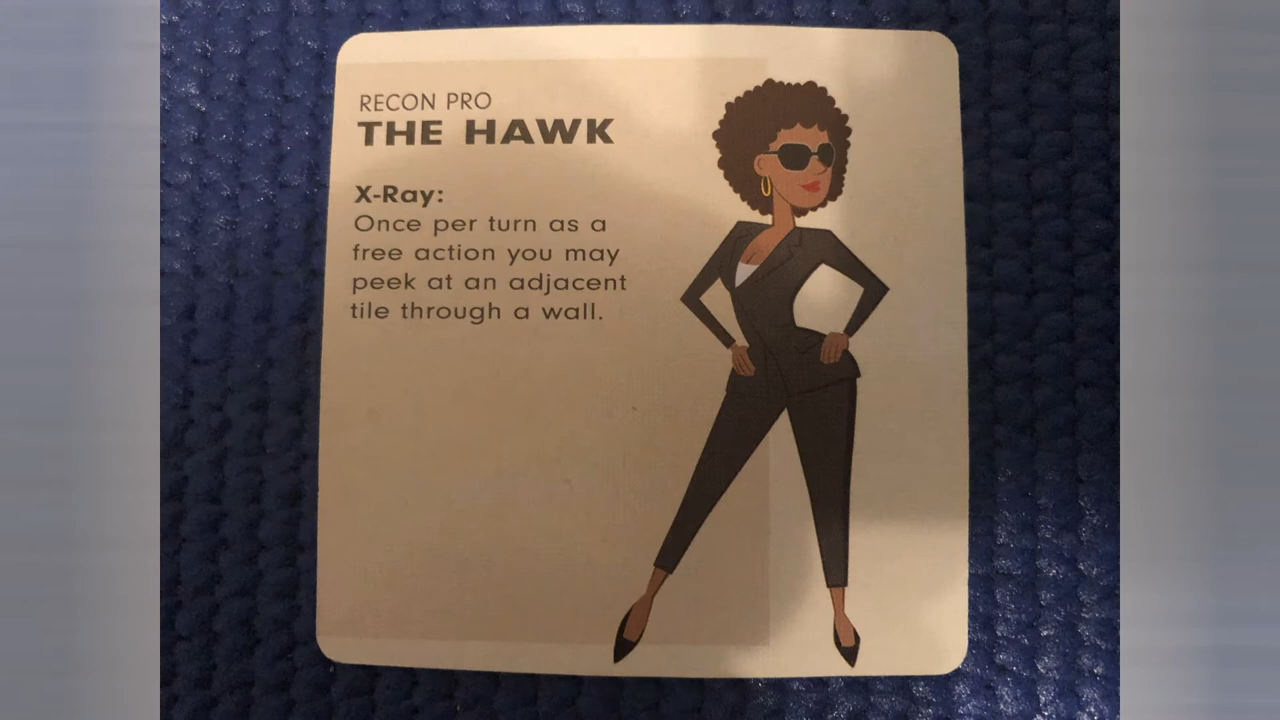 RECON PRO
THE HAWK
X-Ray:
Once per turn as a
free action you may
peek at an adjacent
tile through a wall.